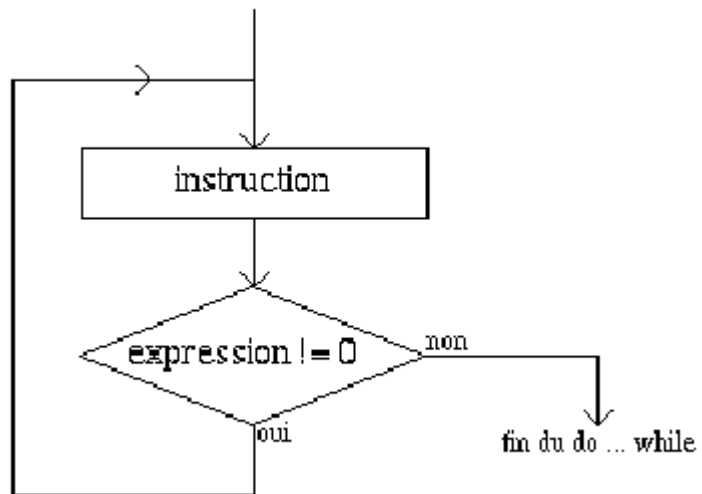 instruction
expression != 0
non
oui
fin du do ... while